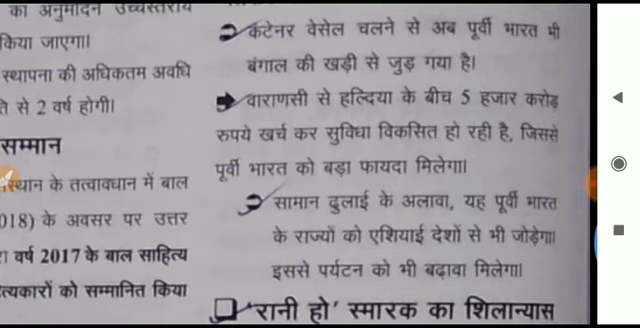 का अनुमोदन उच्चस्तरीय
किया जाएगा।
स्थापना की अधिकतम अवधि
से 2 वर्ष होगी।
सम्मान
के तत्वावधान में बाल
018) के अवसर पर उत्तर
वर्ष 2017 के बाल साहित्य
को सम्मानित किया
कंटेनर वेसेल चलने से अब पूर्वी भारत भी
बंगाल की खड़ी से जुड़ गया है।
वाराणसी से हल्दिया के बीच 5 हजार करोड़
रुपये खर्च कर सुविधा विकसित हो रही है, जिससे
पूर्वी भारत को बड़ा फायदा मिलेगा।
सामान ढुलाई के अलावा, यह पूर्वी भारत
के राज्यों को एशियाई देशों से भी जोड़ेगा।
इससे पर्यटन को भी बढ़ावा मिलेगा।
'रानी हो' स्मारक का शिलान्यास